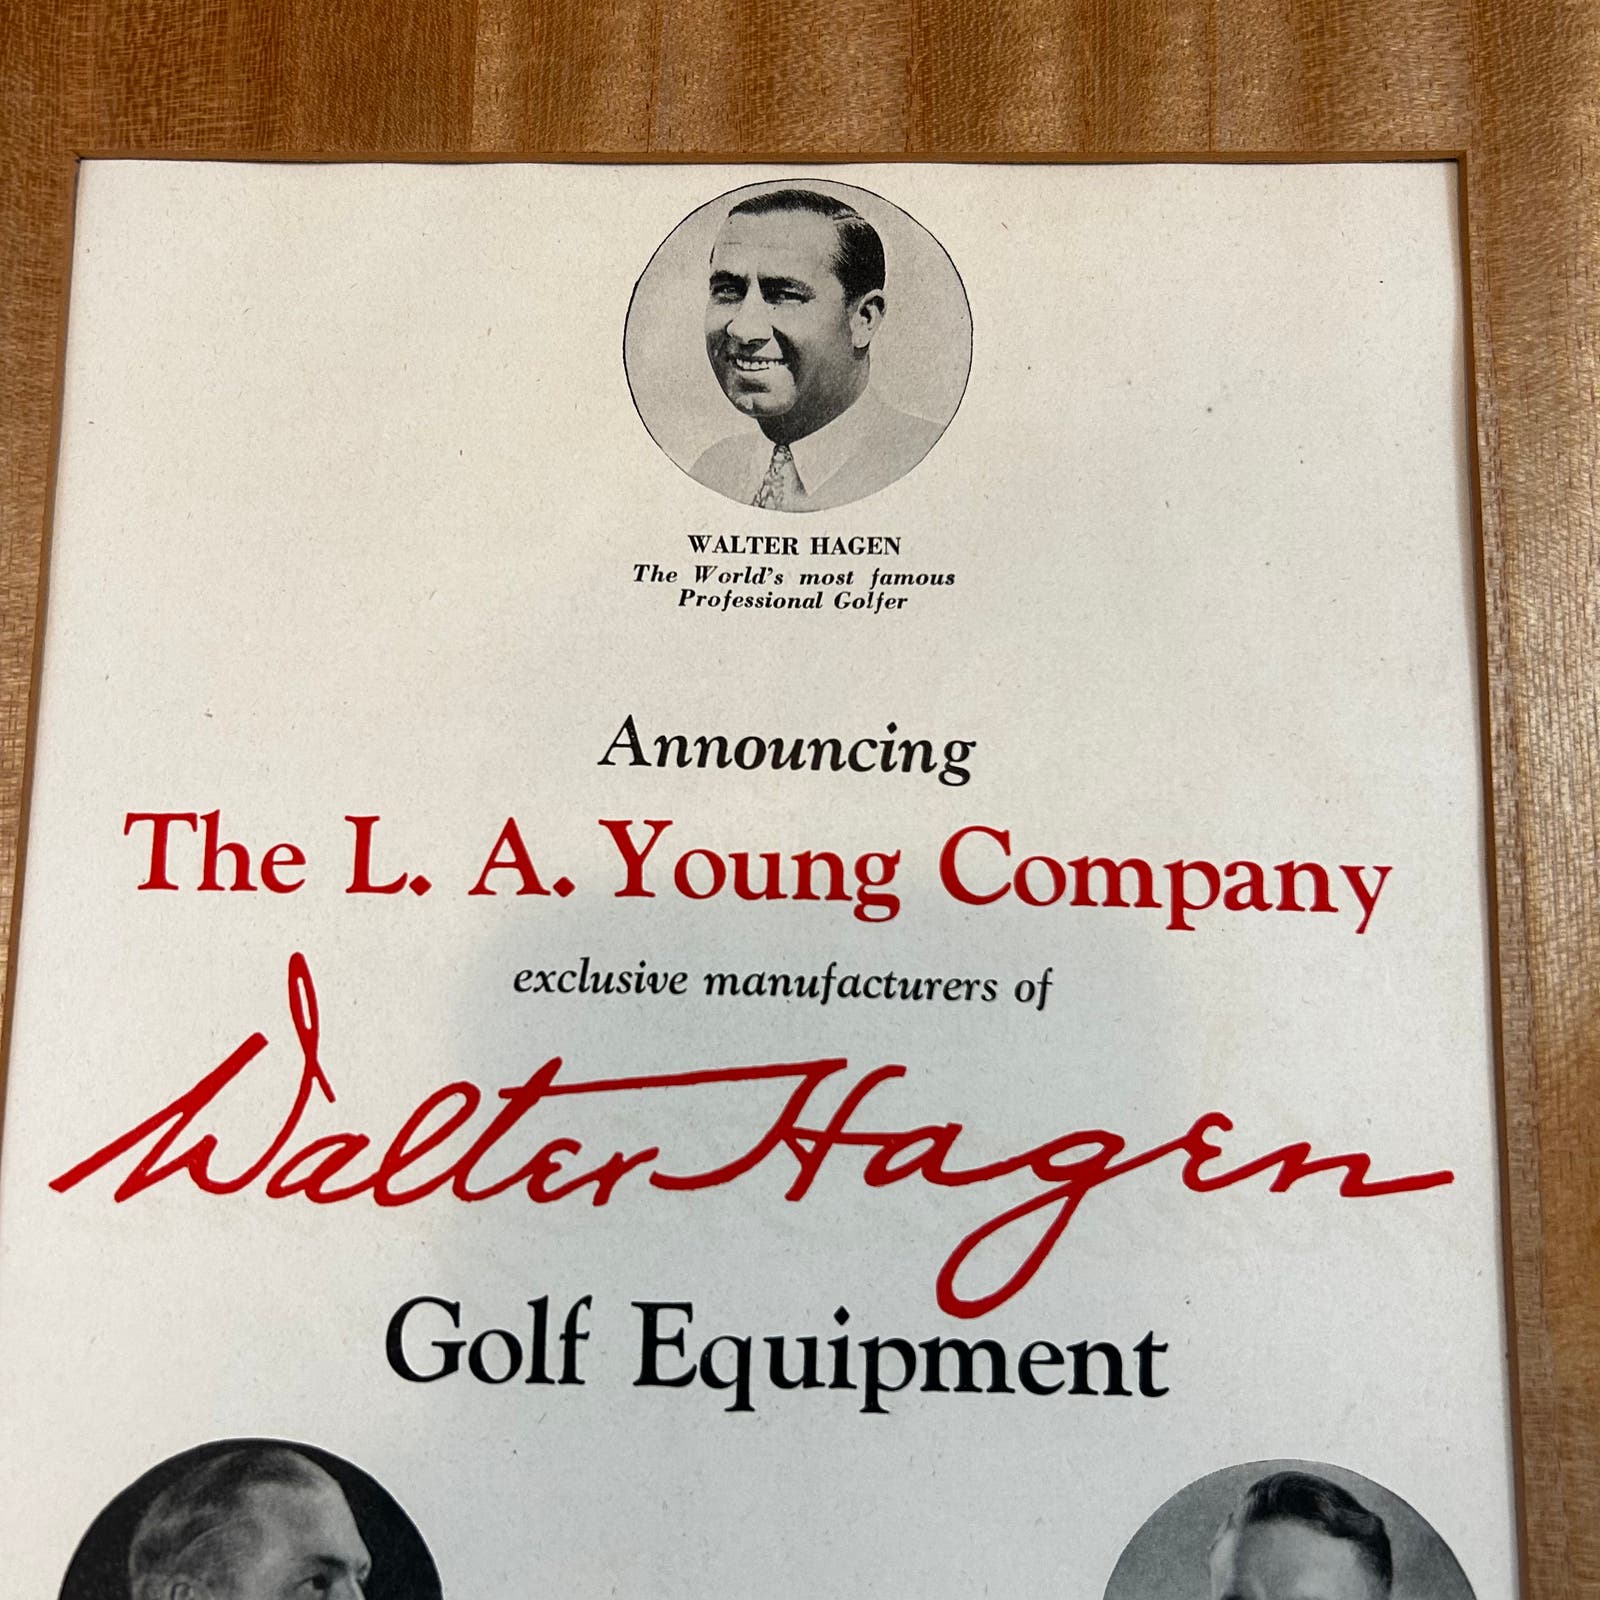 WALTER HAGEN
The World's most famous
Professional Golfer
Announcing
The L. A. Young Company
exclusive manufacturers of
Walter Hagen
Golf Equipment